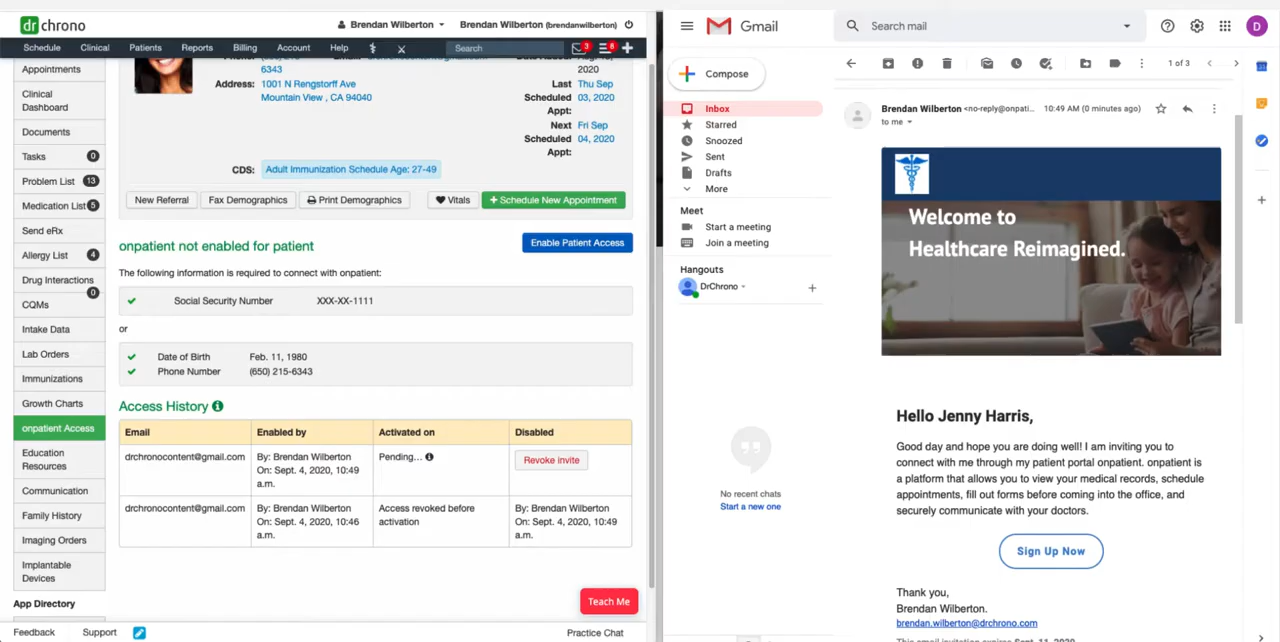 drchrono
Brendan Wilberton
Brendan Wilberton (brendanwilberton)
Schedule Clinical Patients Reports Billing Account Help
Search
3
6
Appointments
Clinical
Dashboard
Documents
Tasks 0
Problem List 13
Medication List 5
Send eRx
Allergy List 4
Drug Interactions 0
CQMs
Intake Data
Lab Orders
Immunizations
Growth Charts
onpatient Access
Education
Resources
Communication
Family History
Imaging Orders
Implantable
Devices
App Directory
Feedback Support
6343
Address: 1001 N Rengstorff Ave
Mountain View , CA 94040
2020
Last Thu Sep
Scheduled 03, 2020
Appt:
Next Fri Sep
Scheduled 04, 2020
Appt:
CDS: Adult Immunization Schedule Age: 27-49
New Referral Fax Demographics Print Demographics Vitals + Schedule New Appointment
onpatient not enabled for patient
Enable Patient Access
The following information is required to connect with onpatient:
Social Security Number XXX-XX-1111
or
Date of Birth Feb. 11, 1980
Phone Number (650) 215-6343
Access History
Email Enabled by Activated on Disabled
drchronocontent@gmail.com By: Brendan Wilberton Pending... Revoke invite
On: Sept. 4, 2020, 10:49
a.m.
drchronocontent@gmail.com By: Brendan Wilberton Access revoked before By: Brendan Wilberton
On: Sept. 4, 2020, 10:46 activation On: Sept. 4, 2020, 10:49
a.m. a.m.
Teach Me
Practice Chat
Gmail
Search mail
D
Compose
Inbox
Starred
Snoozed
Sent
Drafts
More
Meet
Start a meeting
Join a meeting
Hangouts
DrChrono
No recent chats
Start a new one
1 of 3
Brendan Wilberton <no-reply@onpati... 10:49 AM (0 minutes ago)
to me
Welcome to
Healthcare Reimagined.
Hello Jenny Harris,
Good day and hope you are doing well! I am inviting you to
connect with me through my patient portal onpatient. onpatient is
a platform that allows you to view your medical records, schedule
appointments, fill out forms before coming into the office, and
securely communicate with your doctors.
Sign Up Now
Thank you,
Brendan Wilberton.
brendan.wilberton@drchrono.com
This email invitation expires Sept. 11, 2020